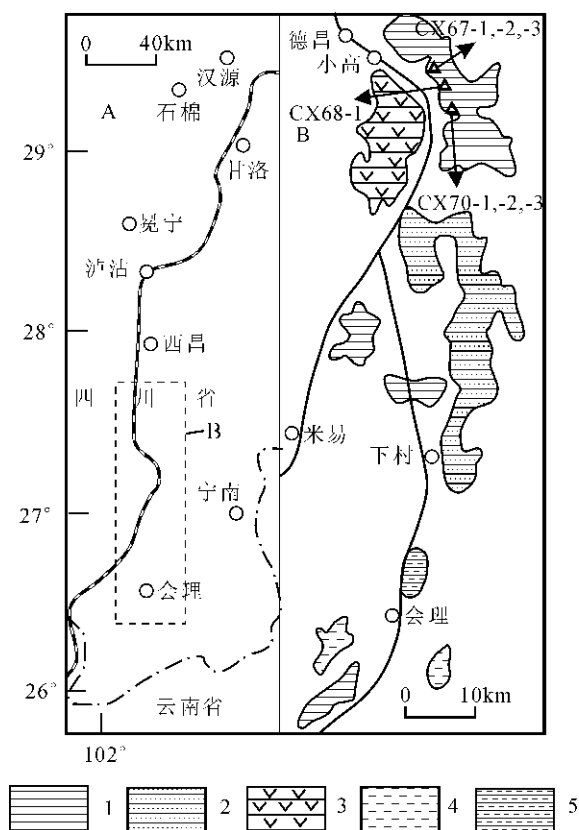 0 40km
汉源
A
石棉
29°
甘洛
冕宁
泸沽
28°
西昌
四川省
B
宁南
27°
会理
26°
云南省
102°
德昌
小高
CX67-1,-2,-3
CX68-1
B
CX70-1,-2,-3
米易
下村
会理
0 10km
1 2 3 4 5